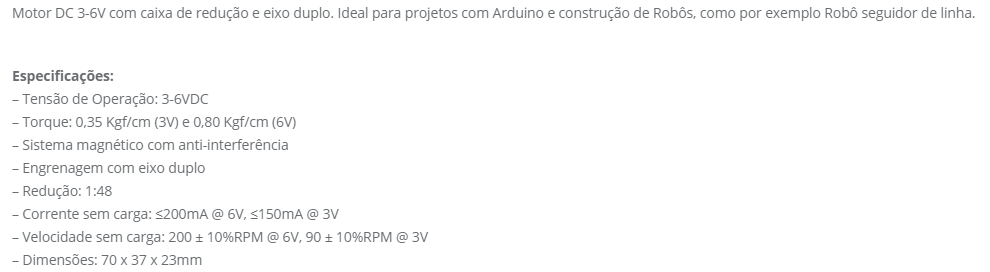 Motor DC 3-6V com caixa de redução e eixo duplo. Ideal para projetos com Arduino e construção de Robôs, como por exemplo Robô seguidor de linha.
Especificações:
– Tensão de Operação: 3-6VDC
– Torque: 0,35 Kgf/cm (3V) e 0,80 Kgf/cm (6V)
– Sistema magnético com anti-interferência
– Engrenagem com eixo duplo
– Redução: 1:48
– Corrente sem carga: ≤200mA @ 6V, ≤150mA @ 3V
– Velocidade sem carga: 200 ± 10%RPM @ 6V, 90 ± 10%RPM @ 3V
– Dimensões: 70 x 37 x 23mm